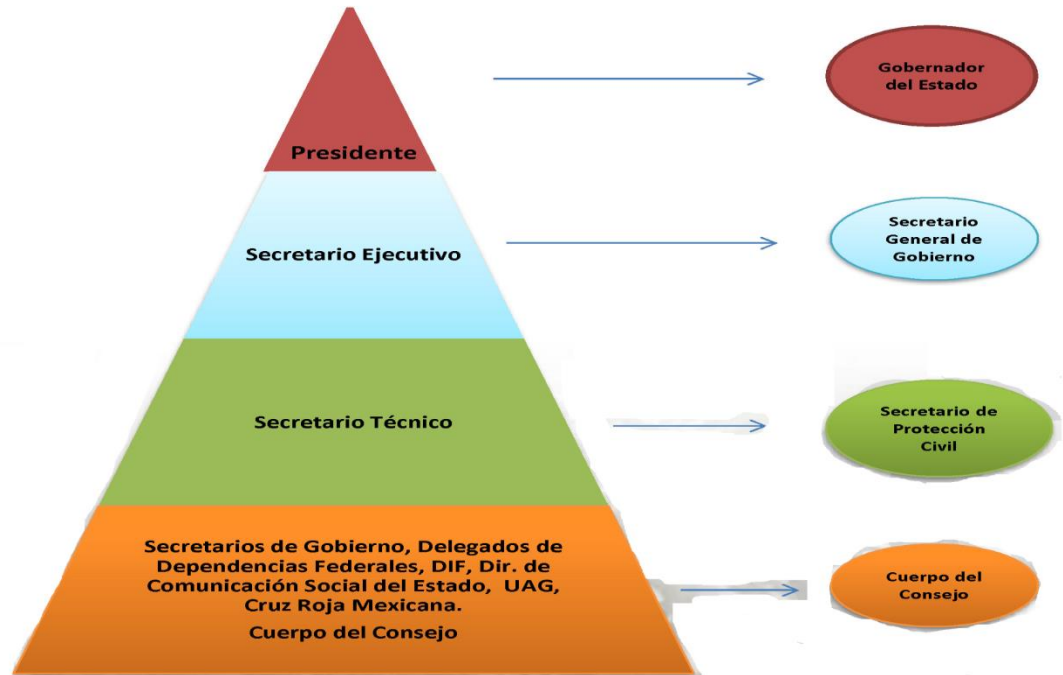 Presidente
Gobernador
del Estado
Secretario Ejecutivo
Secretario
General de
Gobierno
Secretario Técnico
Secretario de
Protección
Civil
Secretarios de Gobierno, Delegados de
Dependencias Federales, DIF, Dir. de
Comunicación Social del Estado, UAG,
Cruz Roja Mexicana.
Cuerpo del Consejo
Cuerpo del
Consejo